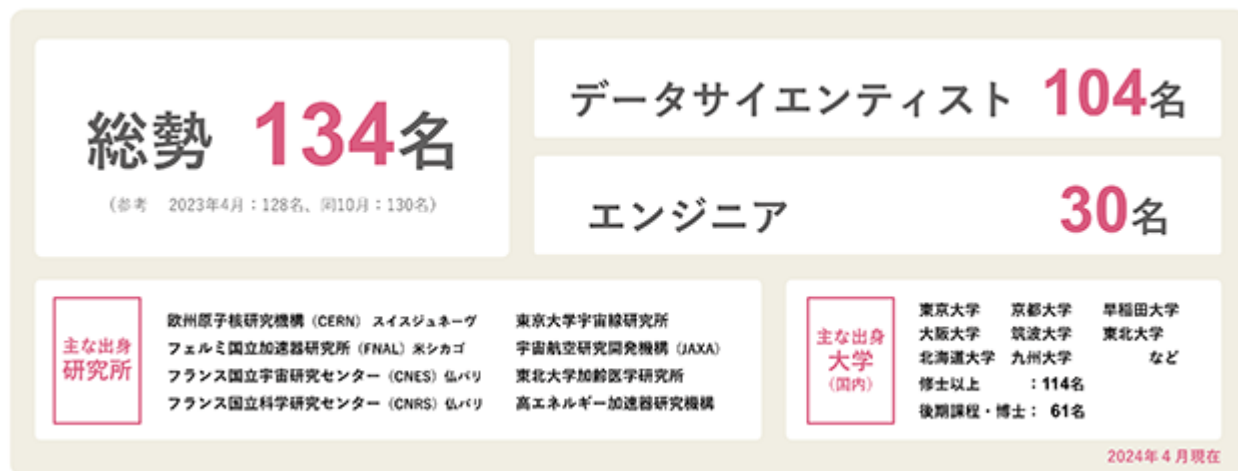 総勢 134名
(参考 2023年4月:128名、同10月:130名)
データサイエンティスト 104名
エンジニア 30名
主な出身
研究所
欧州原子核研究機構(CERN)スイスジュネーヴ
フェルミ国立加速器研究所(FNAL)米シカゴ
フランス国立宇宙研究センター(CNES)仏パリ
フランス国立科学研究センター(CNRS)仏パリ
東京大学宇宙線研究所
宇宙航空研究開発機構(JAXA)
東北大学加齢医学研究所
高エネルギー加速器研究機構
主な出身
大学
(国内)
東京大学 京都大学 早稲田大学
大阪大学 筑波大学 東北大学
北海道大学 九州大学 など
修士以上 :114名
後期課程・博士: 61名
2024年4月現在